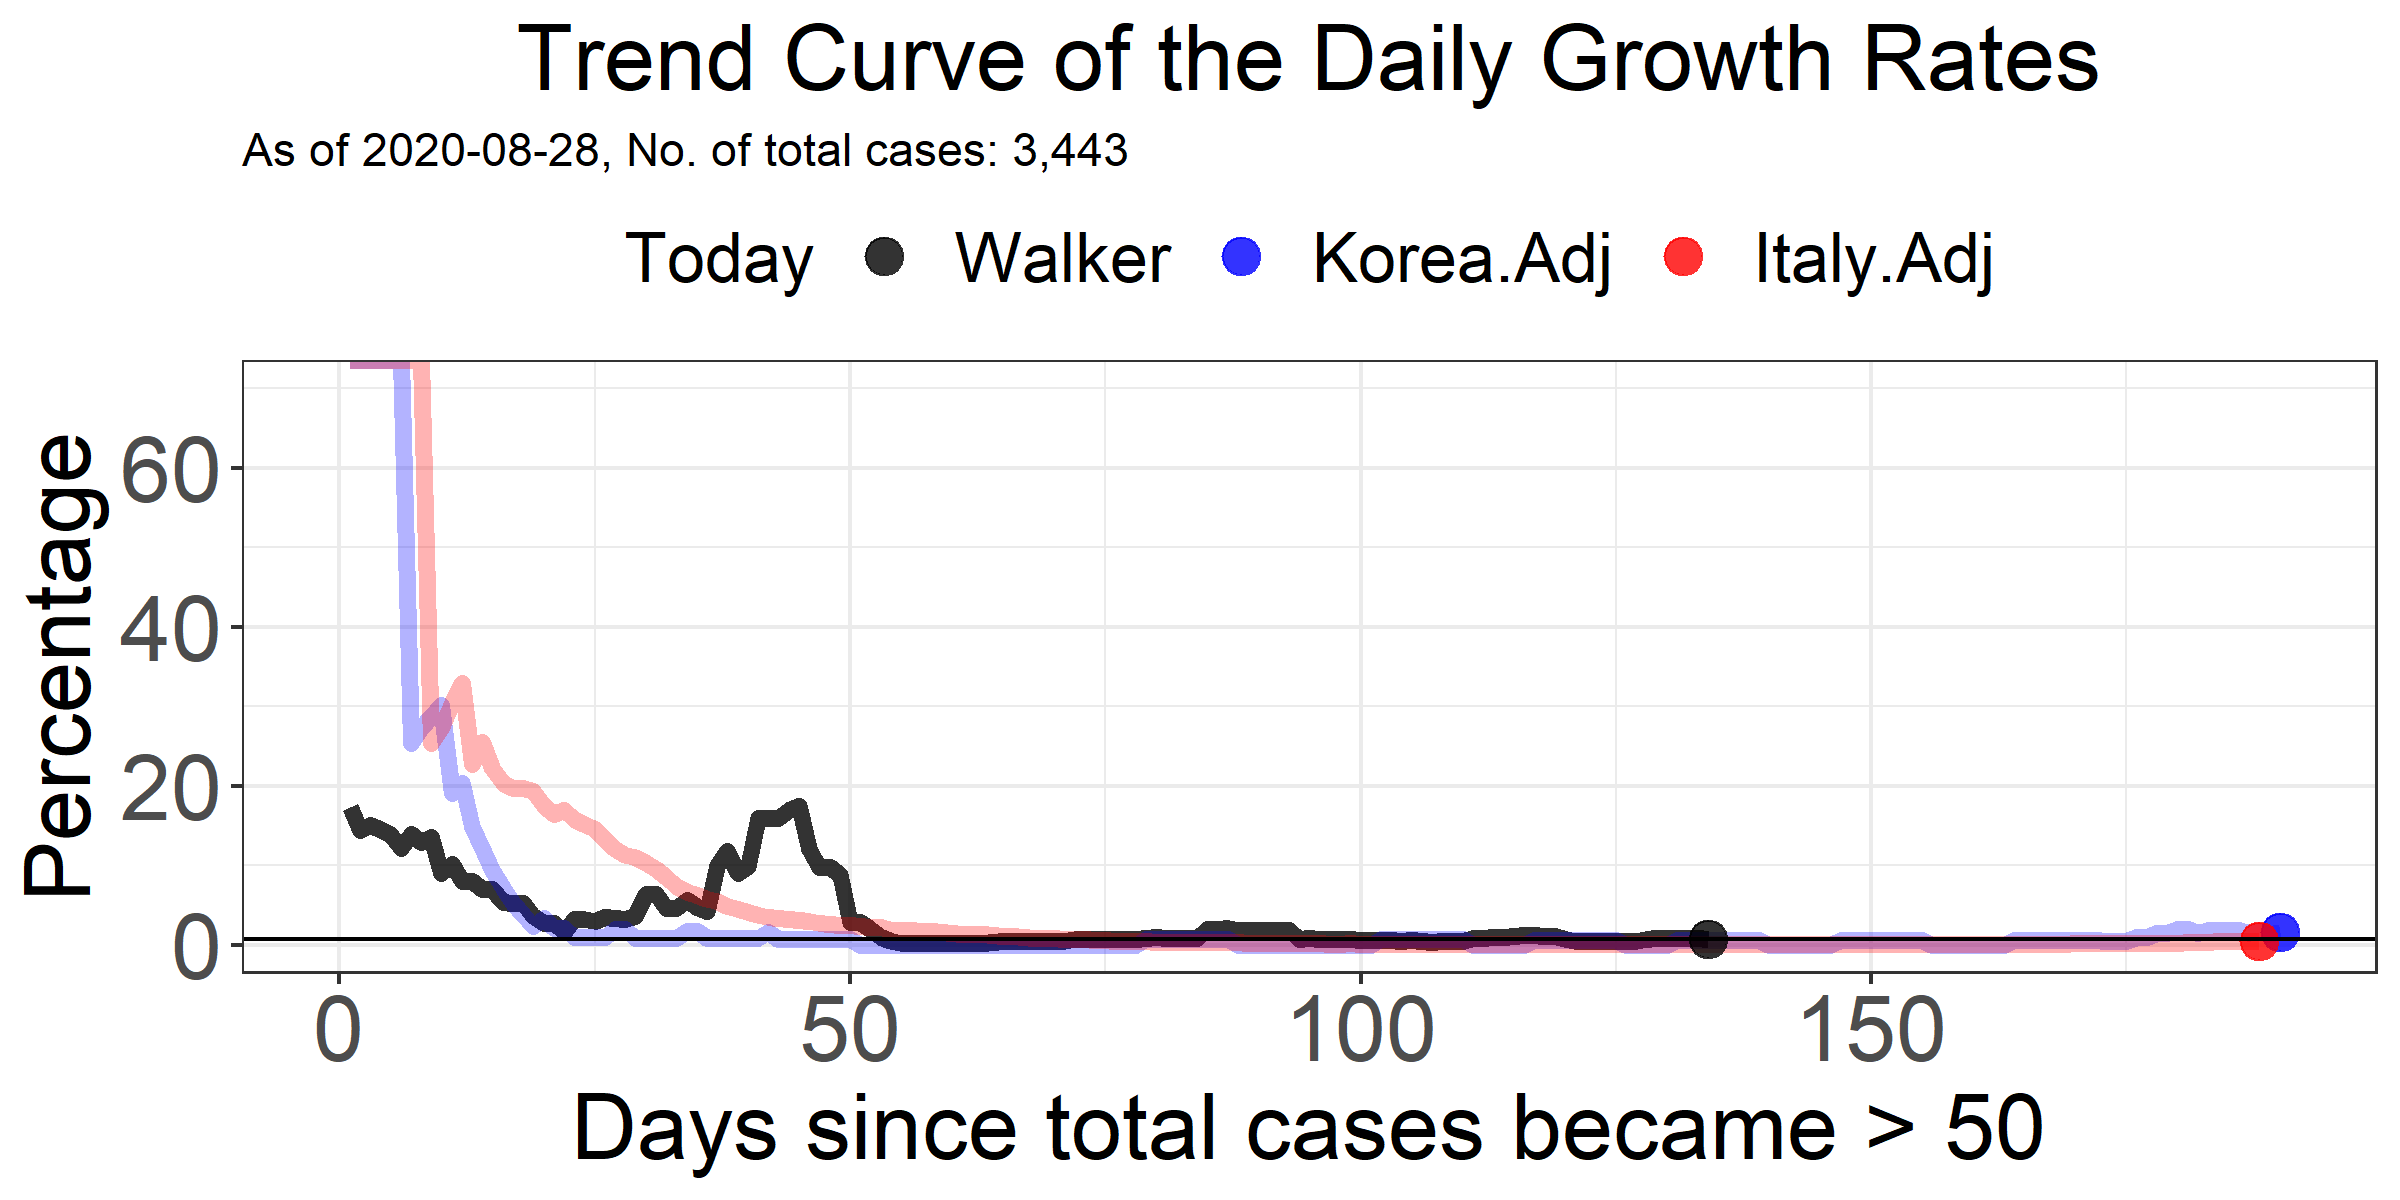 Trend Curve of the Daily Growth Rates
As of 2020-08-28, No. of total cases: 3,443
Today Walker Korea.Adj Italy.Adj
Percentage
60
40
20
0
0 50 100 150
Days since total cases became > 50